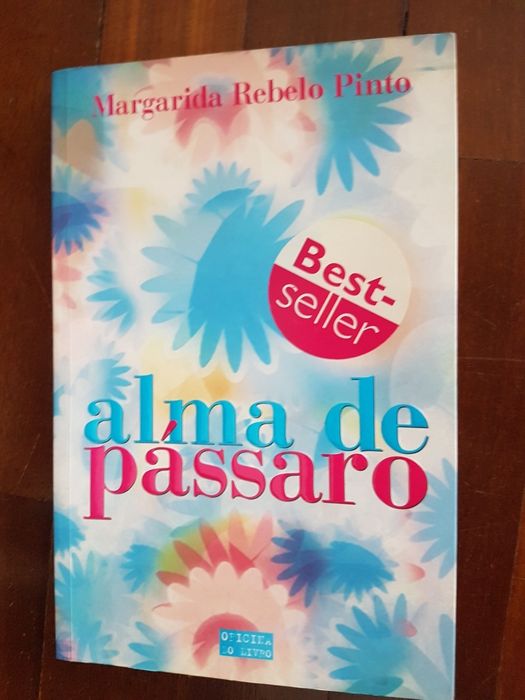 Margarida Rebelo Pinto
Best-
seller
alma de
pássaro
OFICINA
DO LIVRO